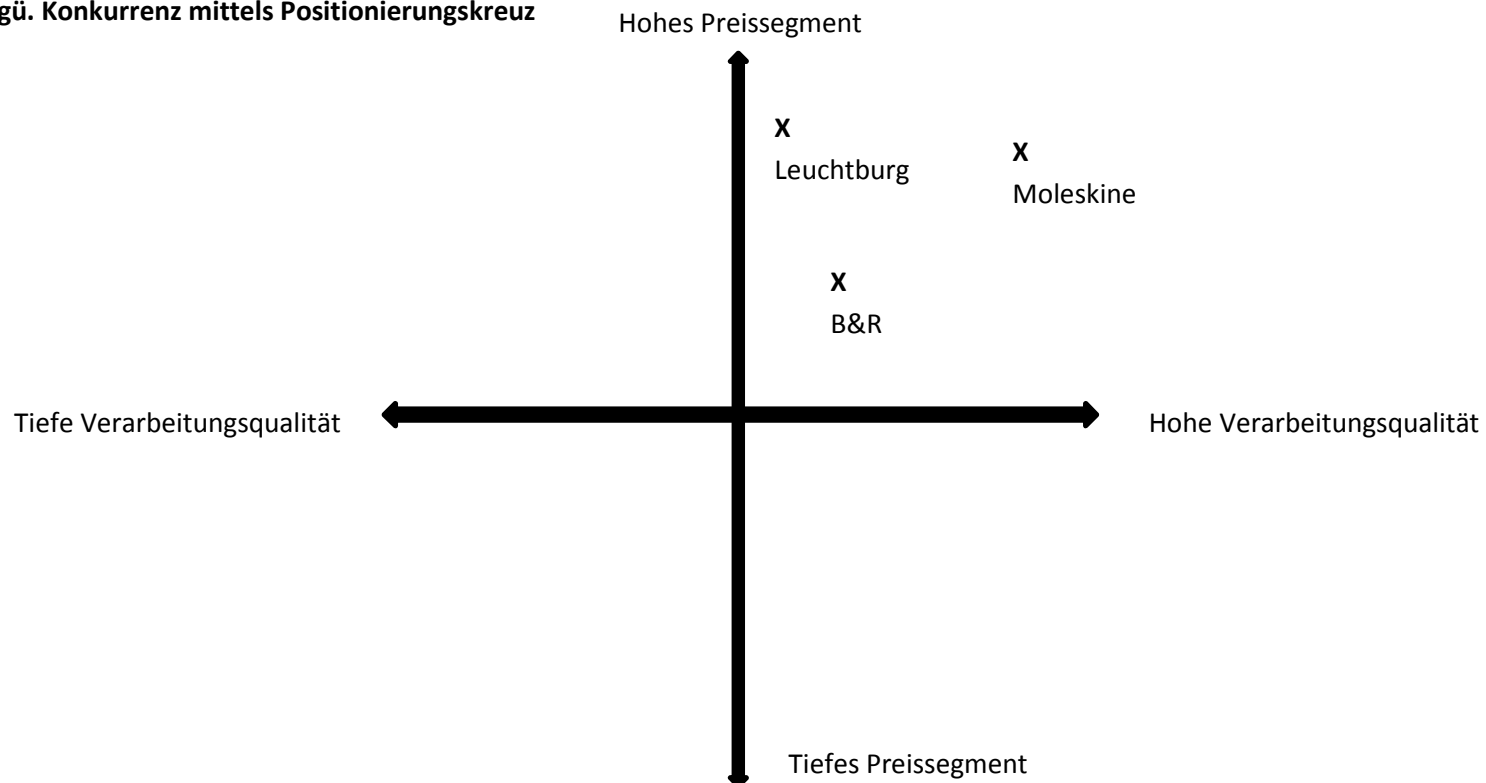 gü. Konkurrenz mittels Positionierungskreuz
Hohes Preissegment
X
Leuchtburg
X
Moleskine
X
B&R
Tiefe Verarbeitungsqualität
Hohe Verarbeitungsqualität
Tiefes Preissegment